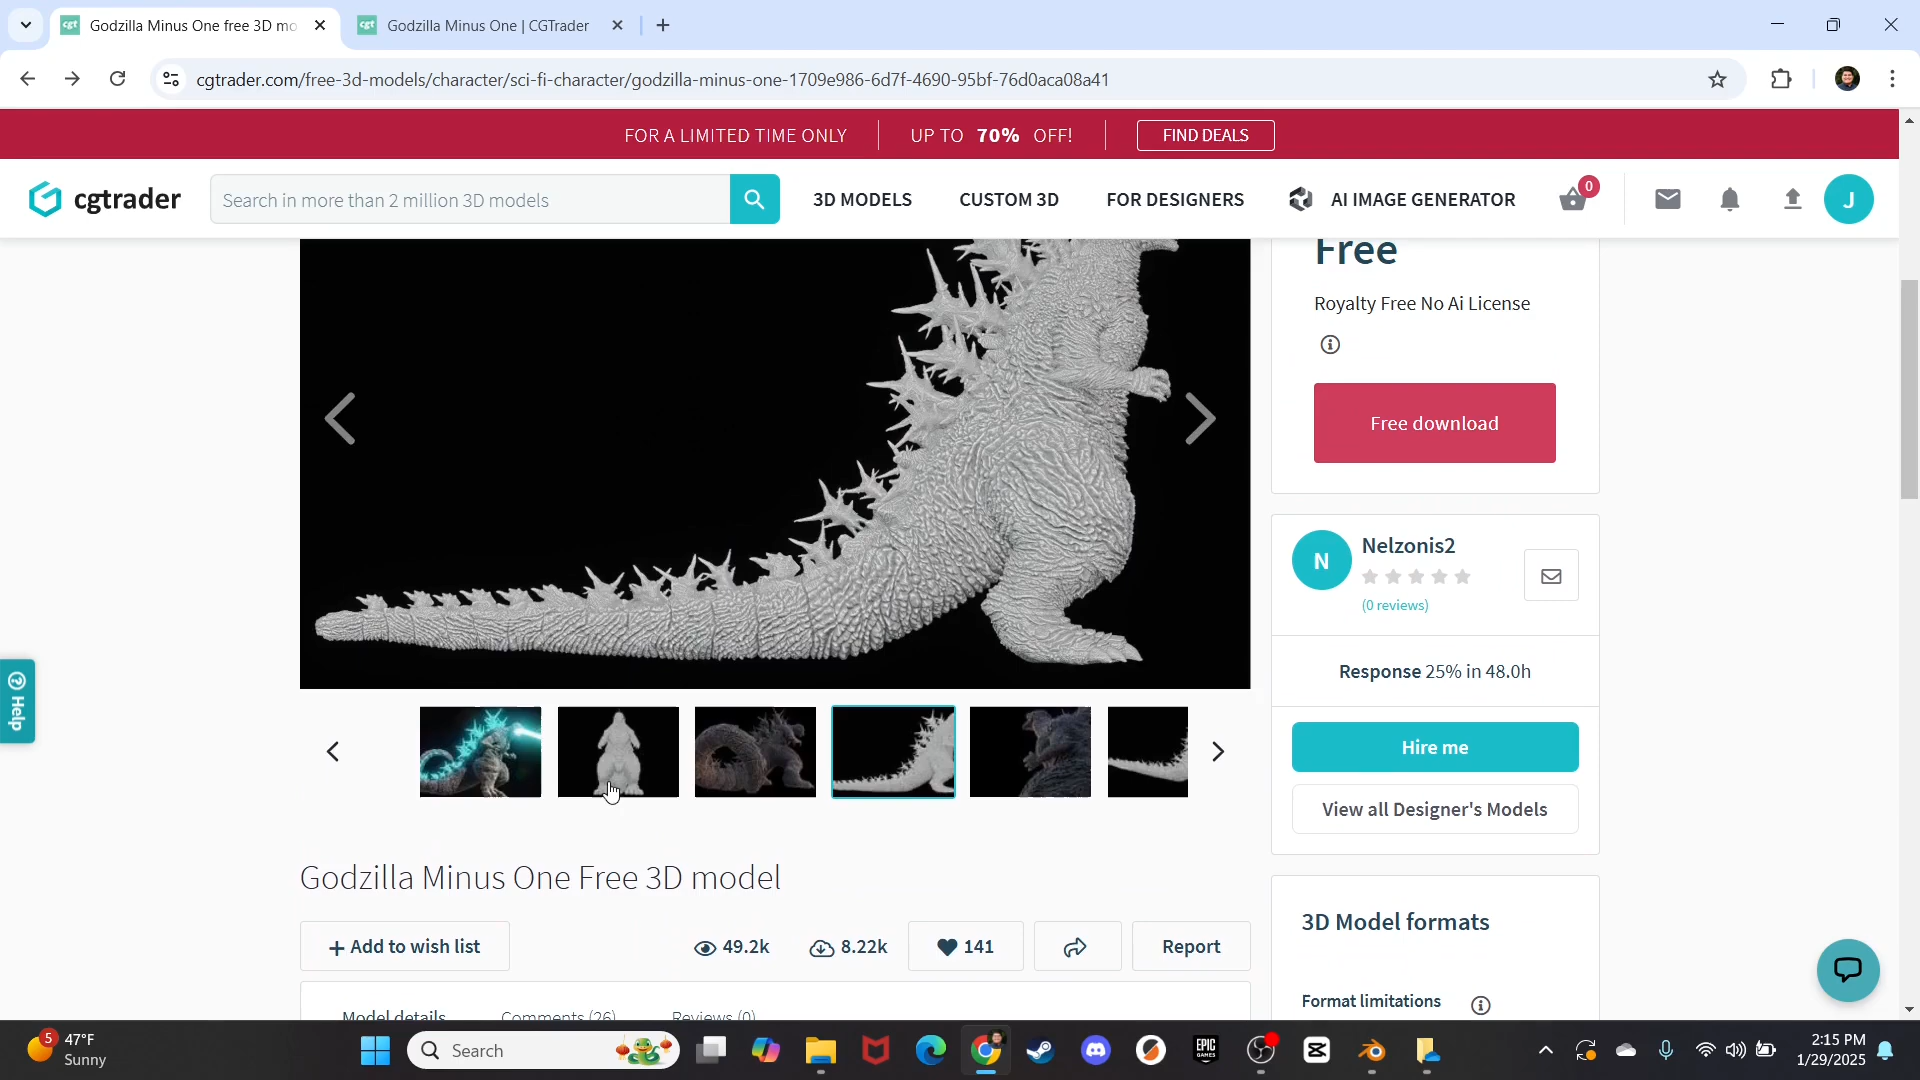 Godzilla Minus One free 3D mo
Godzilla Minus One | CGTrader
cgtrader.com/free-3d-models/character/sci-fi-character/godzilla-minus-one-1709e986-6d7f-4690-95bf-76d0aca08a41
FOR A LIMITED TIME ONLY
UP TO 70% OFF!
FIND DEALS
cgtrader
Search in more than 2 million 3D models
3D MODELS
CUSTOM 3D
FOR DESIGNERS
AI IMAGE GENERATOR
0
J
Free
Royalty Free No Ai License
Free download
N
Nelzonis2
(0 reviews)
Response 25% in 48.0h
Hire me
View all Designer's Models
Help
Godzilla Minus One Free 3D model
+ Add to wish list
49.2k
8.22k
141
Report
3D Model formats
Format limitations
Model details
Comments (26)
Reviews (0)
5
47°F
Sunny
Search
EPIC
GAMES
2:15 PM
1/29/2025